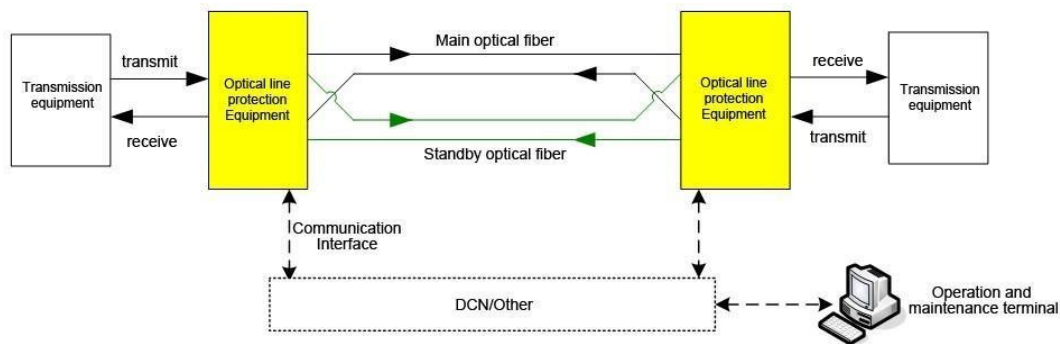 Transmission
equipment
transmit
receive
Optical line
protection
Equipment
Main optical fiber
Standby optical fiber
Optical line
protection
Equipment
receive
transmit
Transmission
equipment
Communication
Interface
DCN/Other
Operation and
maintenance terminal